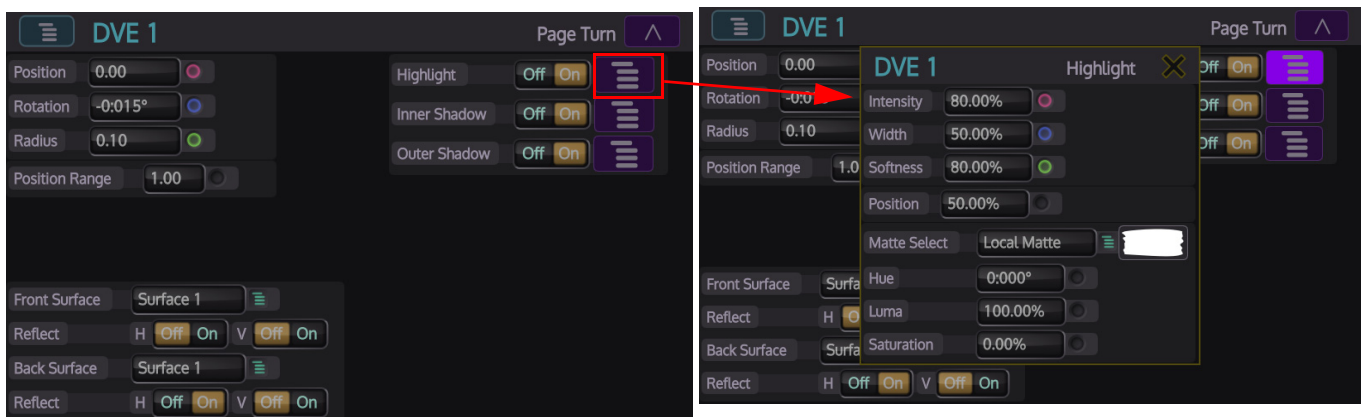 DVE 1 Page Turn
Position 0.00
Highlight Off On
Rotation -0:015°
Inner Shadow Off On
Radius 0.10
Outer Shadow Off On
Position Range 1.00
Front Surface Surface 1
Reflect H Off On V Off On
Back Surface Surface 1
Reflect H Off On V Off On
DVE 1 Page Turn
Position 0.00
Off On
Rotation
Off On
Radius 0.10
Off On
Position Range 1.0
Front Surface Surfa
Reflect H
Back Surface Surfa
Reflect H Off On V Off On
DVE 1 Highlight
Intensity 80.00%
Width 50.00%
Softness 80.00%
Position 50.00%
Matte Select Local Matte
Hue 0:000°
Luma 100.00%
Saturation 0.00%